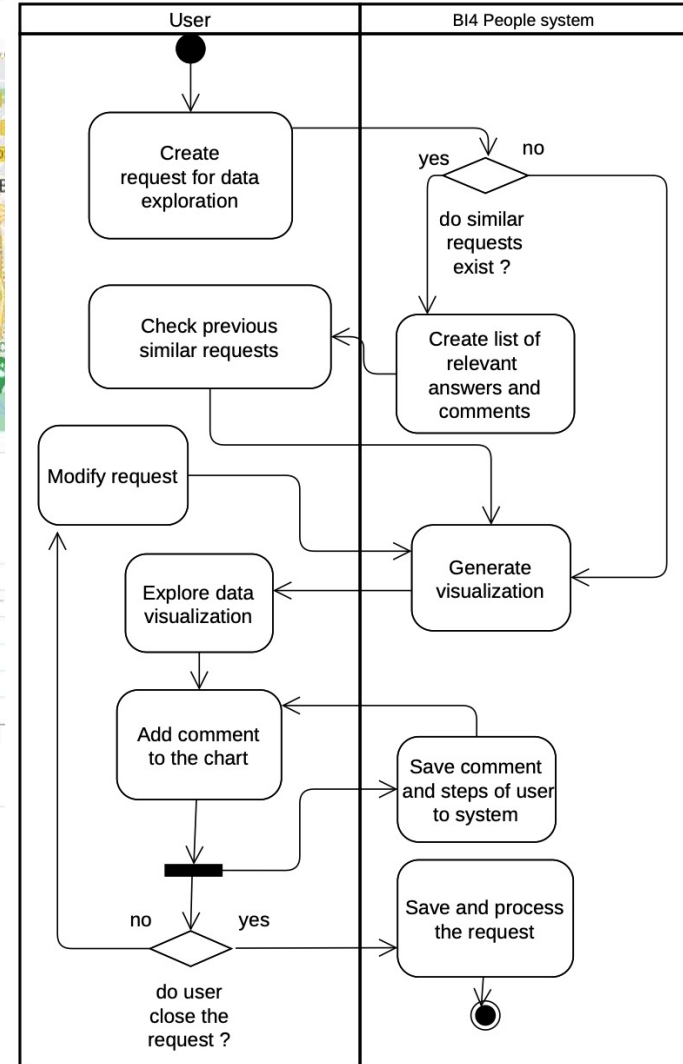 User
BI4 People system
Create
request for data
exploration
yes
no
do similar
requests
exist ?
Check previous
similar requests
Create list of
relevant
answers and
comments
Modify request
Generate
visualization
Explore data
visualization
Add comment
to the chart
Save comment
and steps of user
to system
no
yes
Save and process
the request
do user
close the
request ?